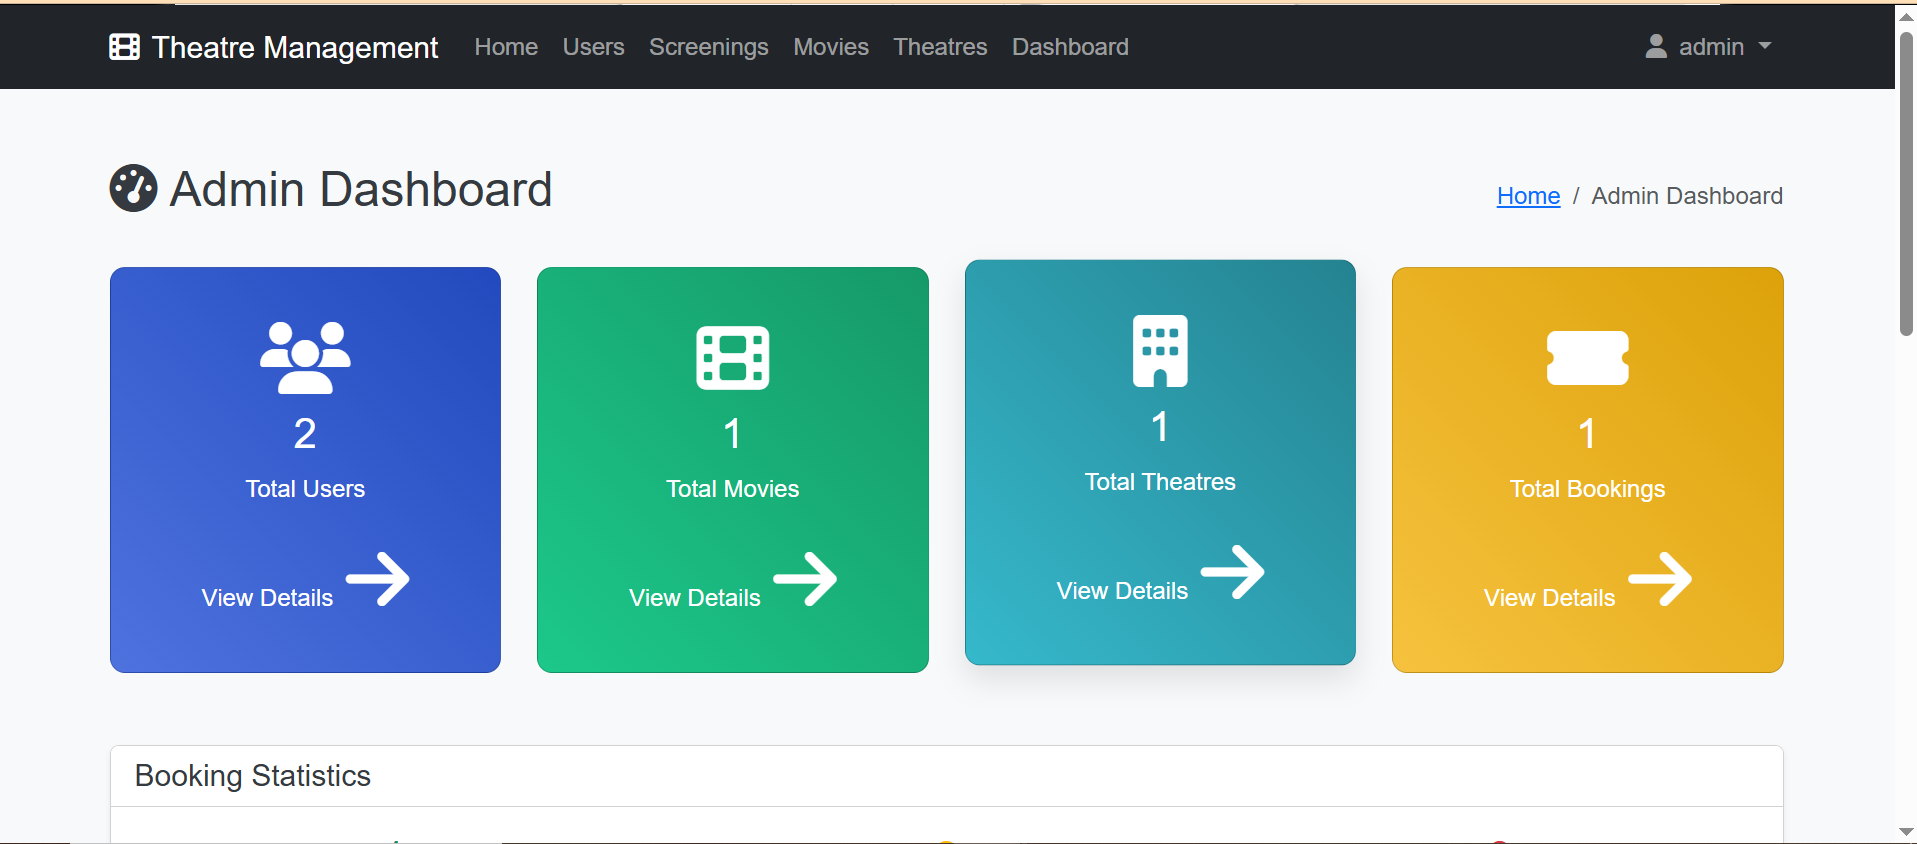 Theatre Management Home Users Screenings Movies Theatres Dashboard admin
Admin Dashboard
Home / Admin Dashboard
2
Total Users
View Details
1
Total Movies
View Details
1
Total Theatres
View Details
1
Total Bookings
View Details
Booking Statistics